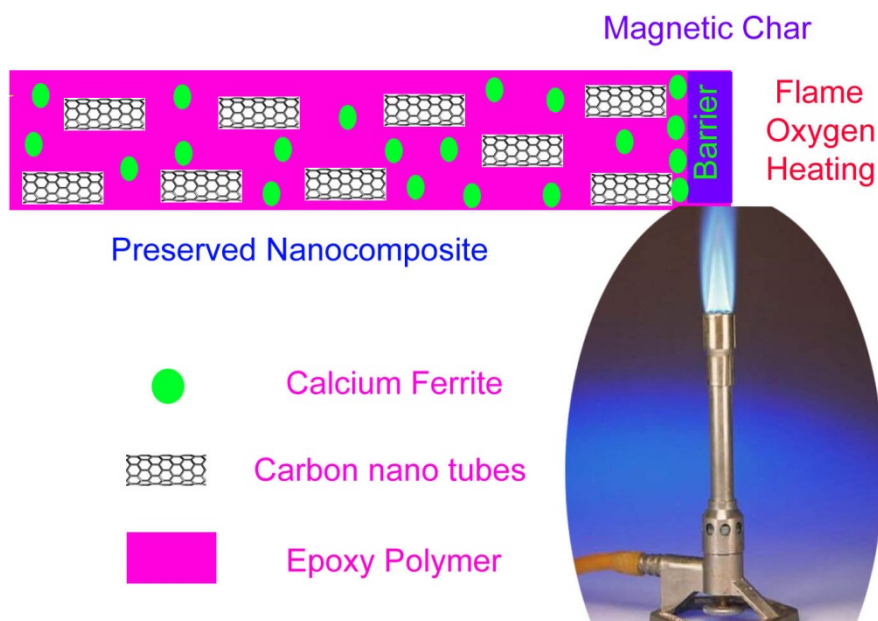 Magnetic Char
Barrier
Flame
Oxygen
Heating
Preserved Nanocomposite
Calcium Ferrite
Carbon nano tubes
Epoxy Polymer